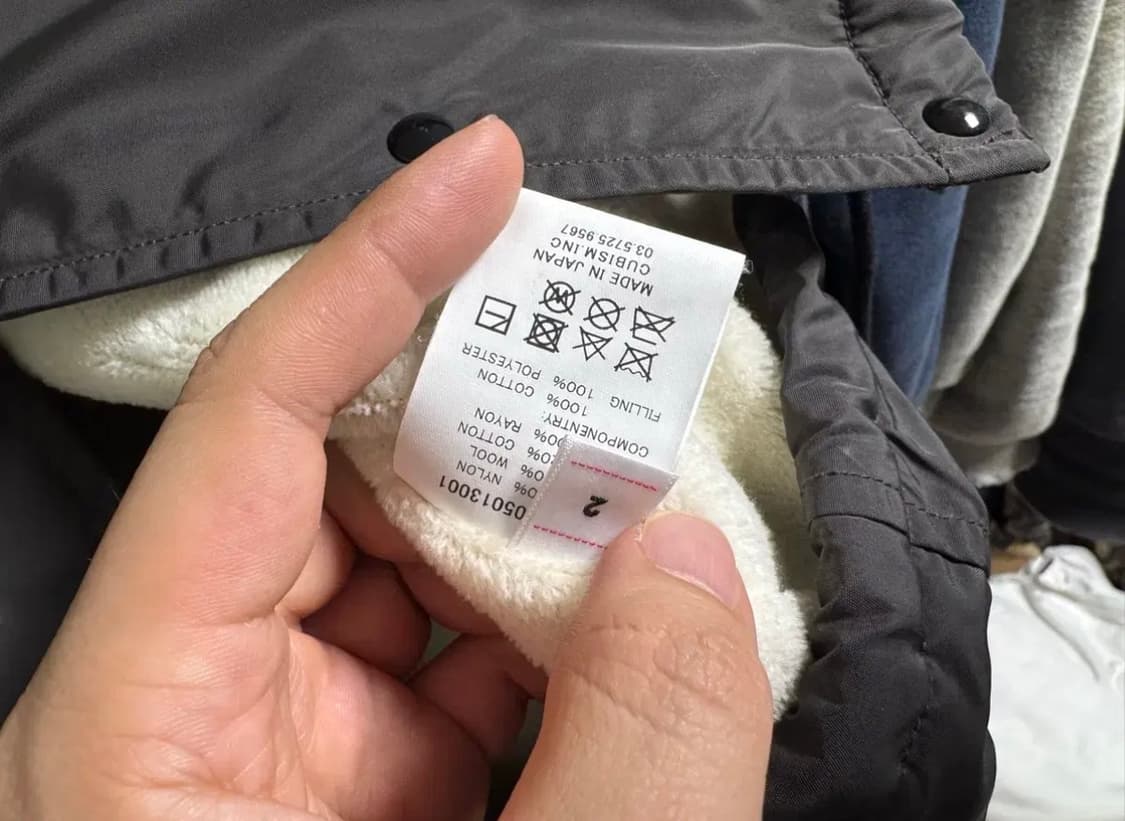 05013001
0% NYLON
0% WOOL
0% COTTON
0% RAYON
COMPONENTRY:
100% COTTON
FILLING 100% POLYESTER
MADE IN JAPAN
CUBISM.INC
03.5725.9567
2